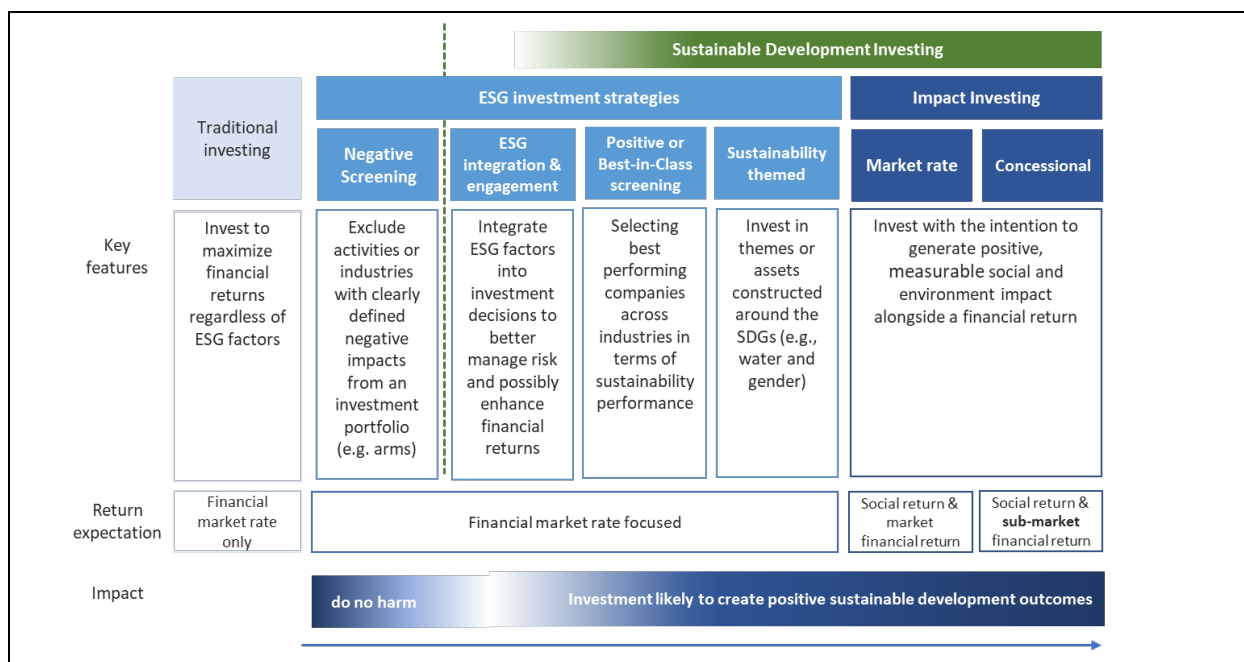 Sustainable Development Investing
ESG investment strategies
Impact Investing
Traditional
investing
Negative
Screening
ESG
integration &
engagement
Positive or
Best-in-Class
screening
Sustainability
themed
Market rate
Concessional
Key
features
Invest to
maximize
financial
returns
regardless of
ESG factors
Exclude
activities or
industries
with clearly
defined
negative
impacts
from an
investment
portfolio
(e.g. arms)
Integrate
ESG factors
into
investment
decisions to
better
manage risk
and possibly
enhance
financial
returns
Selecting
best
performing
companies
across
industries in
terms of
sustainability
performance
Invest in
themes or
assets
constructed
around the
SDGs (e.g.,
water and
gender)
Invest with the intention to
generate positive,
measurable social and
environment impact
alongside a financial return
Return
expectation
Financial
market rate
only
Financial market rate focused
Social return &
market
financial return
Social return &
sub-market
financial return
Impact
do no harm
Investment likely to create positive sustainable development outcomes